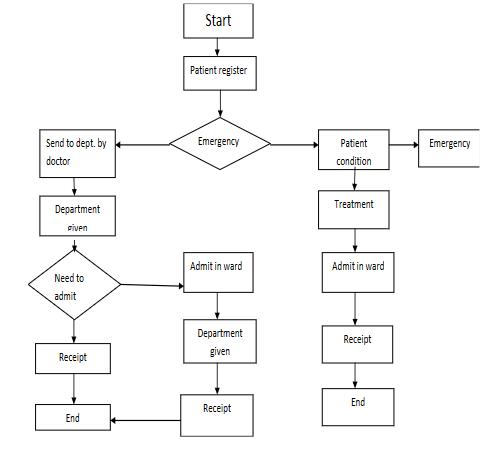 Start
Patient register
Emergency
Send to dept. by
doctor
Patient
condition
Emergency
Department
given
Treatment
Need to
admit
Admit in ward
Admit in ward
Department
given
Receipt
Receipt
Receipt
End
End